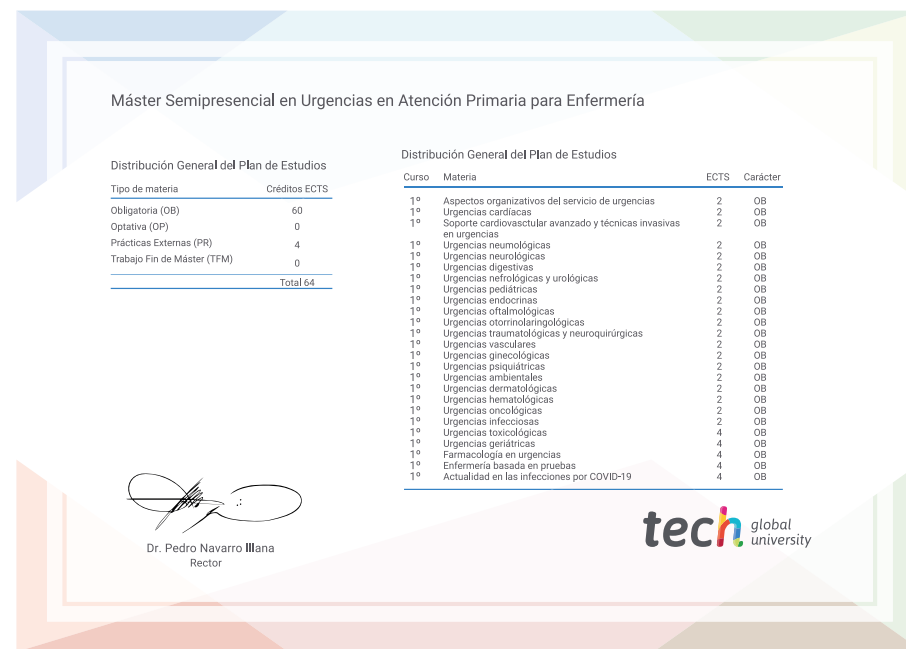 Máster Semipresencial en Urgencias en Atención Primaria para Enfermería
Distribución General del Plan de Estudios
Tipo de materia Créditos ECTS
Obligatoria (OB) 60
Optativa (OP) 0
Prácticas Externas (PR) 4
Trabajo Fin de Máster (TFM) 0
Total 64
Distribución General del Plan de Estudios
Curso Materia ECTS Carácter
1º Aspectos organizativos del servicio de urgencias 2 OB
1º Urgencias cardíacas 2 OB
1º Soporte cardiovasctular avanzado y técnicas invasivas 2 OB
en urgencias
1º Urgencias neumológicas 2 OB
1º Urgencias neurológicas 2 OB
1º Urgencias digestivas 2 OB
1º Urgencias nefrológicas y urológicas 2 OB
1º Urgencias pediátricas 2 OB
1º Urgencias endocrinas 2 OB
1º Urgencias oftalmológicas 2 OB
1º Urgencias otorrinolaringológicas 2 OB
1º Urgencias traumatológicas y neuroquirúrgicas 2 OB
1º Urgencias vasculares 2 OB
1º Urgencias ginecológicas 2 OB
1º Urgencias psiquiátricas 2 OB
1º Urgencias ambientales 2 OB
1º Urgencias dermatológicas 2 OB
1º Urgencias hematológicas 2 OB
1º Urgencias oncológicas 2 OB
1º Urgencias infecciosas 2 OB
1º Urgencias toxicológicas 4 OB
1º Urgencias geriátricas 4 OB
1º Farmacología en urgencias 4 OB
1º Enfermería basada en pruebas 4 OB
1º Actualidad en las infecciones por COVID-19 4 OB
Dr. Pedro Navarro Illana
Rector
tech global
university